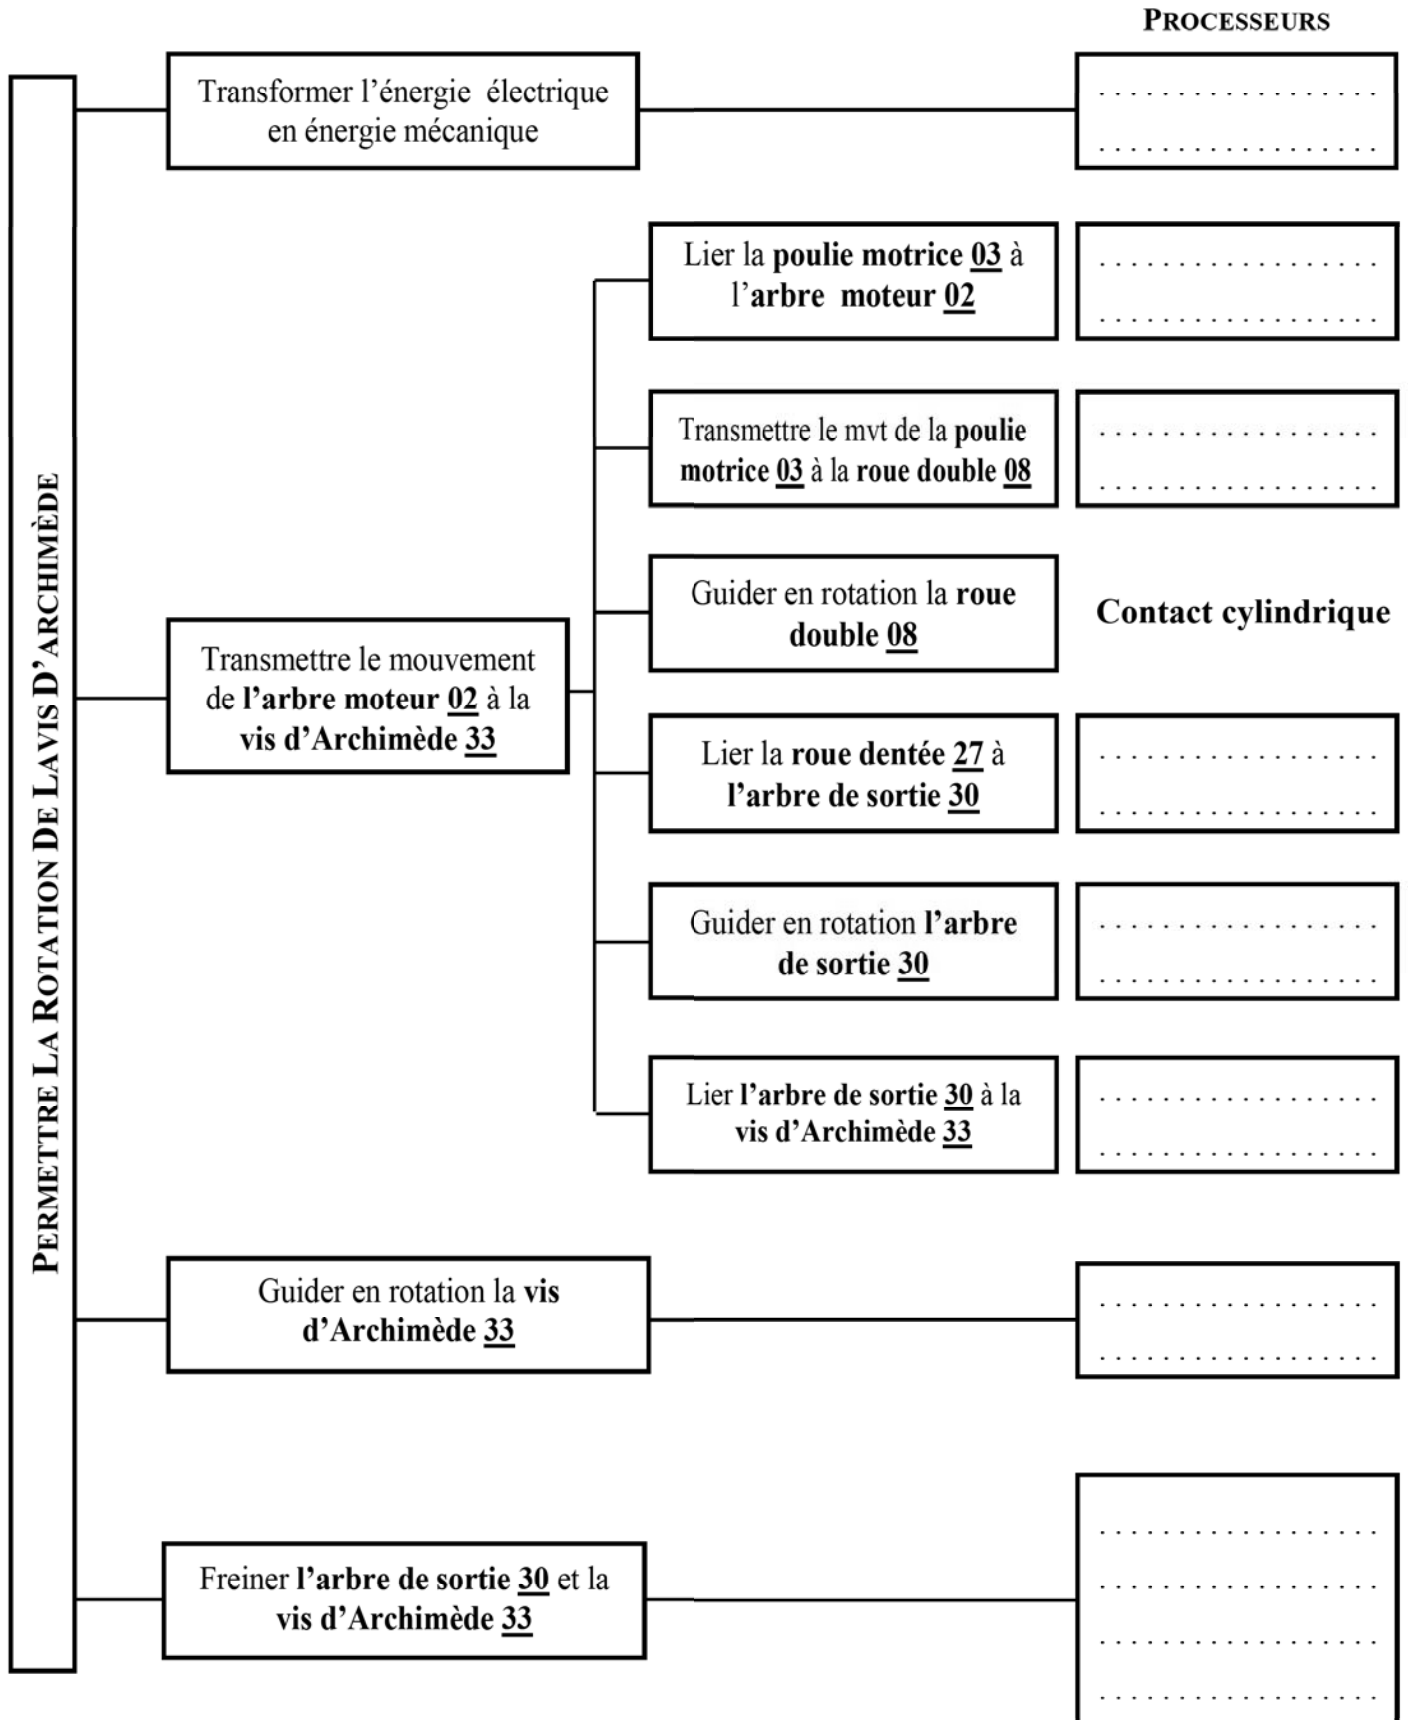 PROCESSEURS
Transformer l’énergie électrique
en énergie mécanique
. . . . . . . . . . . . . . . . . .
. . . . . . . . . . . . . . . . . .
Lier la poulie motrice 03 à
l’arbre moteur 02
. . . . . . . . . . . . . . . . . .
. . . . . . . . . . . . . . . . . .
Transmettre le mvt de la poulie
motrice 03 à la roue double 08
. . . . . . . . . . . . . . . . . .
. . . . . . . . . . . . . . . . . .
Guider en rotation la roue
double 08
Contact cylindrique
PERMETTRE LA ROTATION DE LAVIS D’ARCHIMÈDE
Transmettre le mouvement
de l’arbre moteur 02 à la
vis d’Archimède 33
Lier la roue dentée 27 à
l’arbre de sortie 30
. . . . . . . . . . . . . . . . . .
. . . . . . . . . . . . . . . . . .
Guider en rotation l’arbre
de sortie 30
. . . . . . . . . . . . . . . . . .
. . . . . . . . . . . . . . . . . .
Lier l’arbre de sortie 30 à la
vis d’Archimède 33
. . . . . . . . . . . . . . . . . .
. . . . . . . . . . . . . . . . . .
Guider en rotation la vis
d’Archimède 33
. . . . . . . . . . . . . . . . . .
. . . . . . . . . . . . . . . . . .
Freiner l’arbre de sortie 30 et la
vis d’Archimède 33
. . . . . . . . . . . . . . . . . .
. . . . . . . . . . . . . . . . . .
. . . . . . . . . . . . . . . . . .
. . . . . . . . . . . . . . . . . .